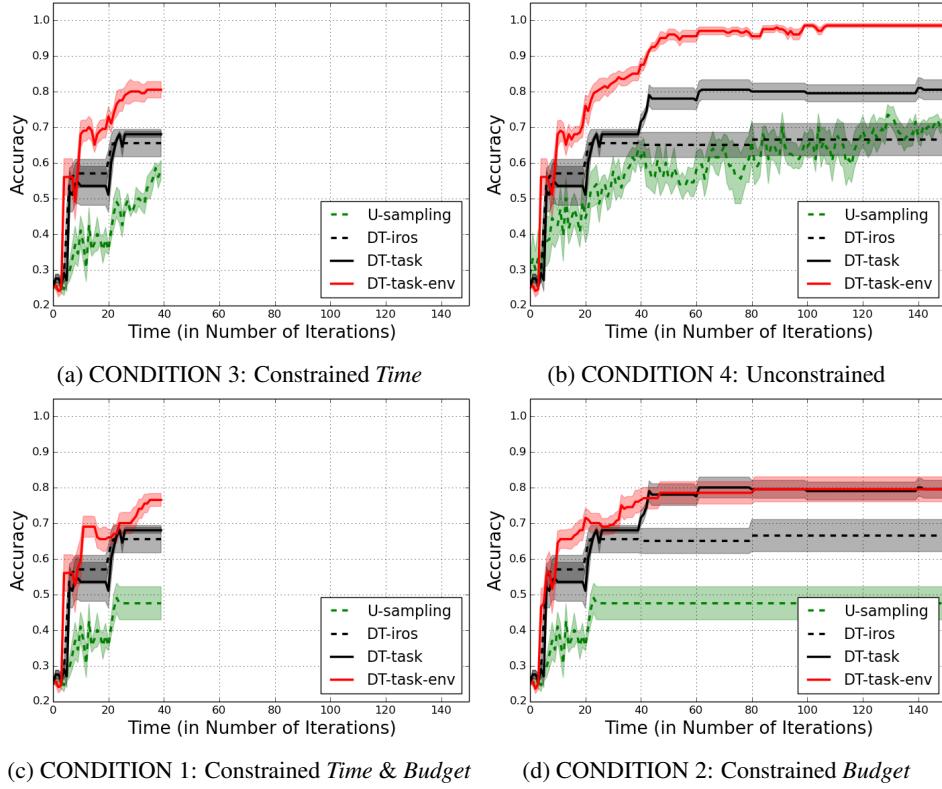 1.0
0.9
0.8
0.7
0.6
0.5
0.4
0.3
0.2
Accuracy
0 20 40 60 80 100 120 140
Time (in Number of Iterations)
U-sampling
DT-iros
DT-task
DT-task-env
(a) CONDITION 3: Constrained Time
1.0
0.9
0.8
0.7
0.6
0.5
0.4
0.3
0.2
Accuracy
0 20 40 60 80 100 120 140
Time (in Number of Iterations)
U-sampling
DT-iros
DT-task
DT-task-env
(b) CONDITION 4: Unconstrained
1.0
0.9
0.8
0.7
0.6
0.5
0.4
0.3
0.2
Accuracy
0 20 40 60 80 100 120 140
Time (in Number of Iterations)
U-sampling
DT-iros
DT-task
DT-task-env
(c) CONDITION 1: Constrained Time & Budget
1.0
0.9
0.8
0.7
0.6
0.5
0.4
0.3
0.2
Accuracy
0 20 40 60 80 100 120 140
Time (in Number of Iterations)
U-sampling
DT-iros
DT-task
DT-task-env
(d) CONDITION 2: Constrained Budget